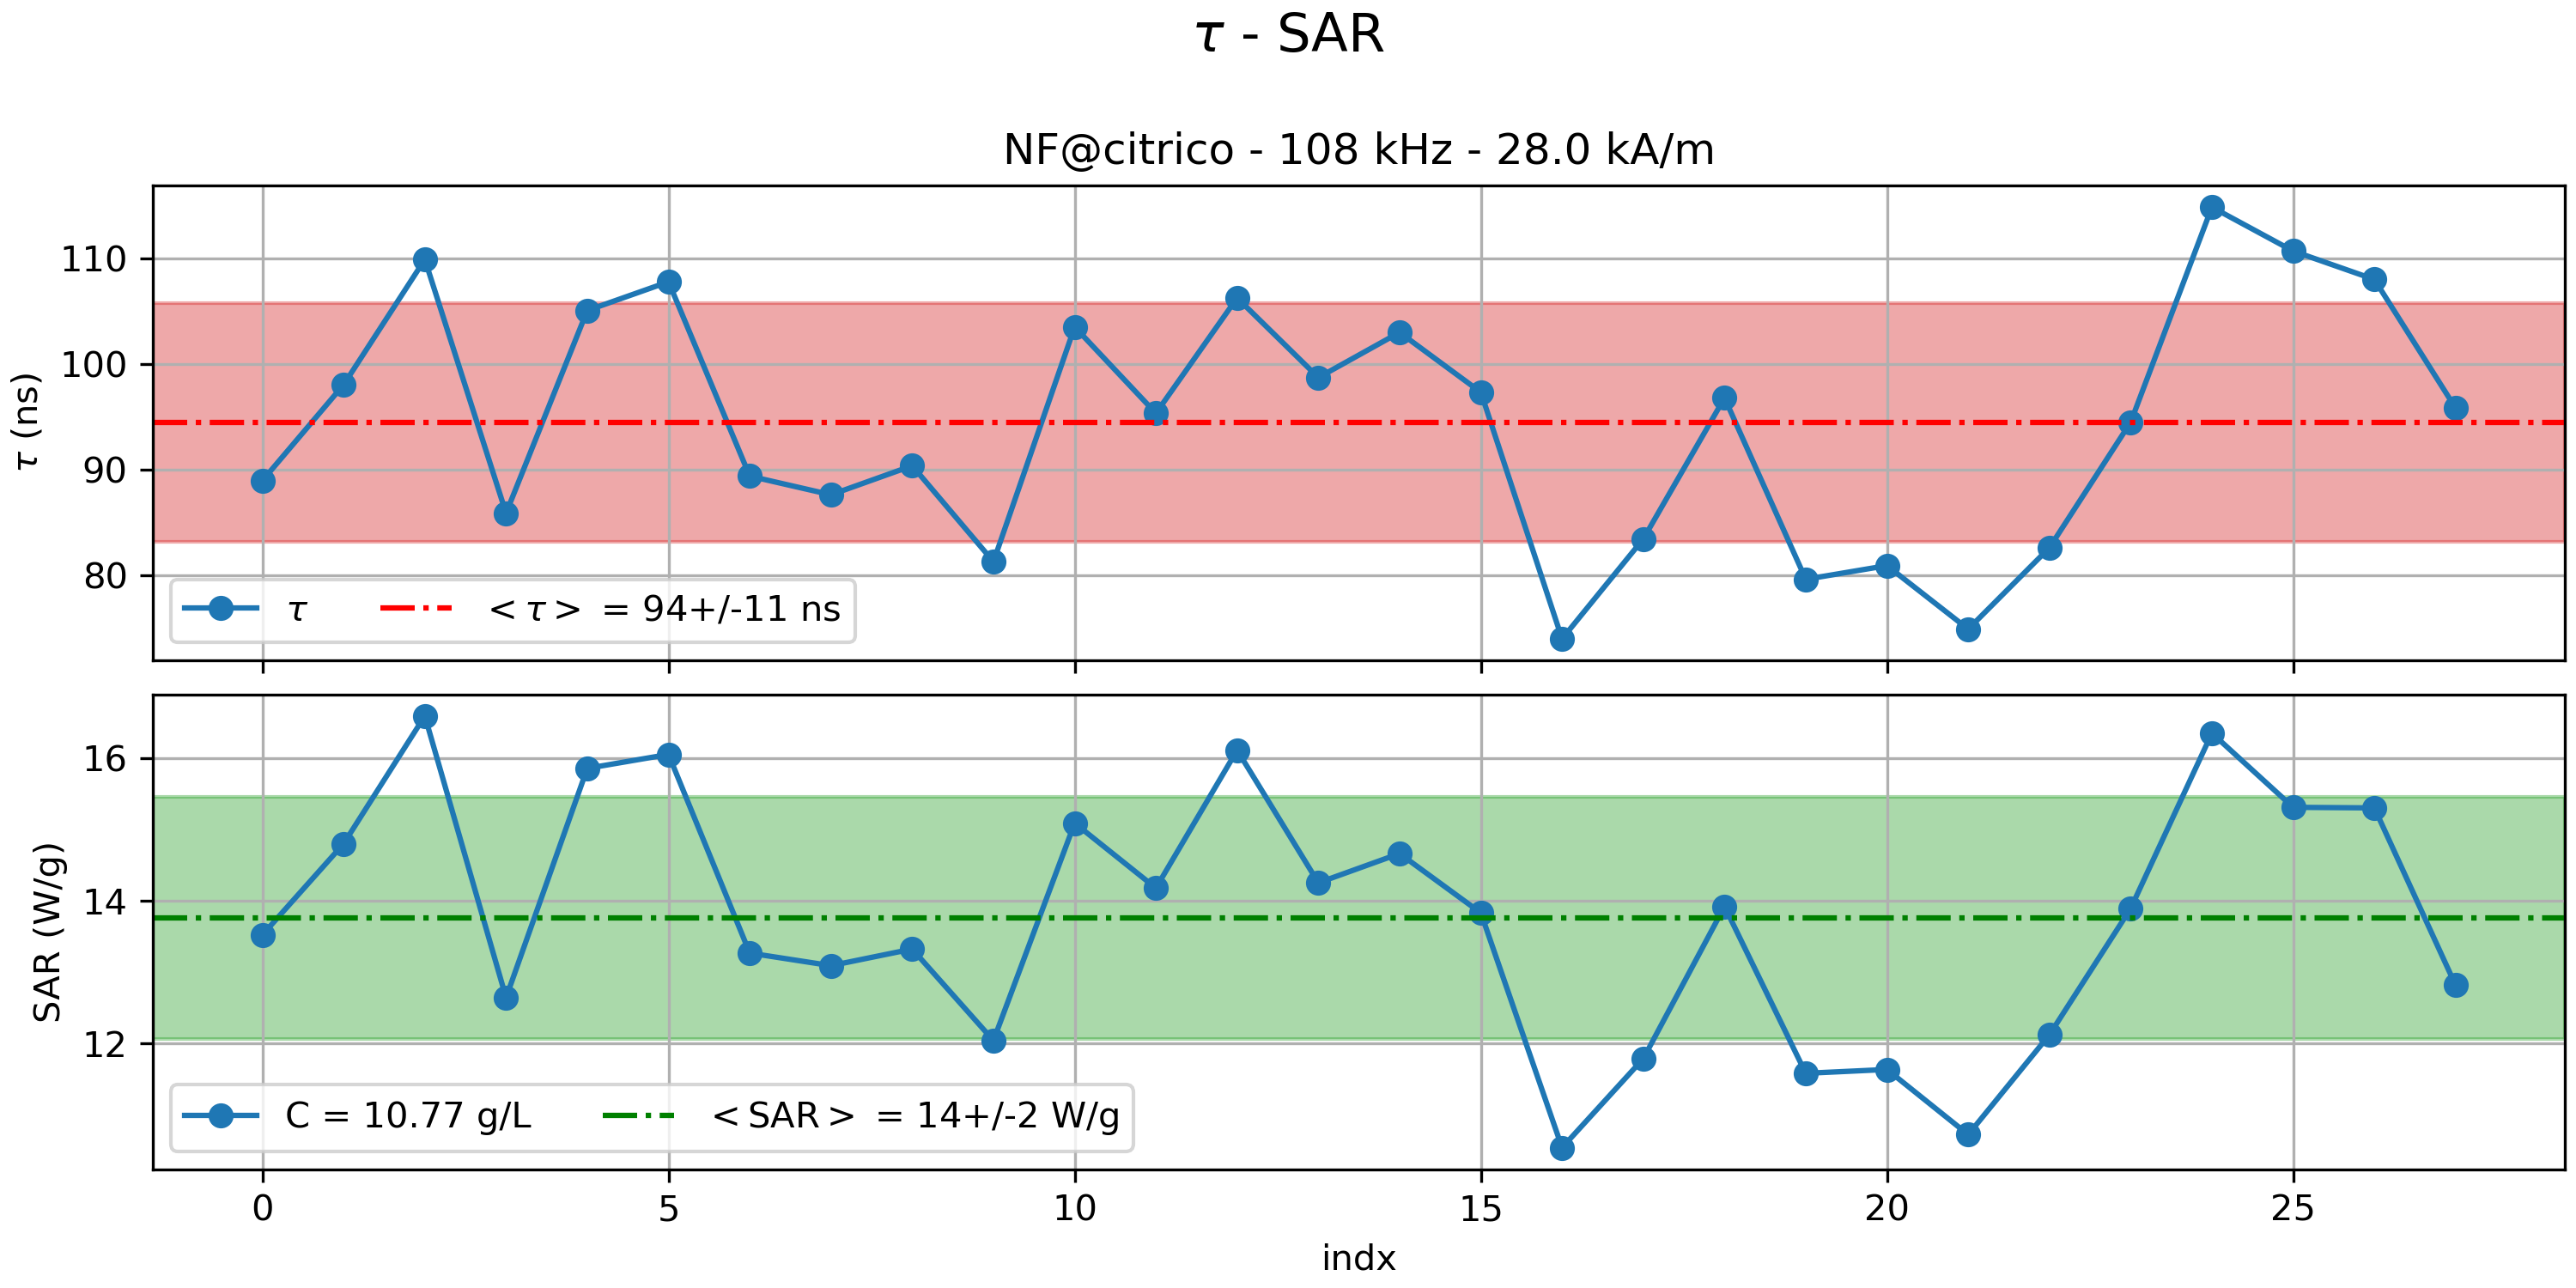 τ - SAR
NF@citrico - 108 kHz - 28.0 kA/m
110
100
90
80
τ (ns)
τ
<τ> = 94+/-11 ns
16
14
12
SAR (W/g)
C = 10.77 g/L
<SAR> = 14+/-2 W/g
0 5 10 15 20 25
indx